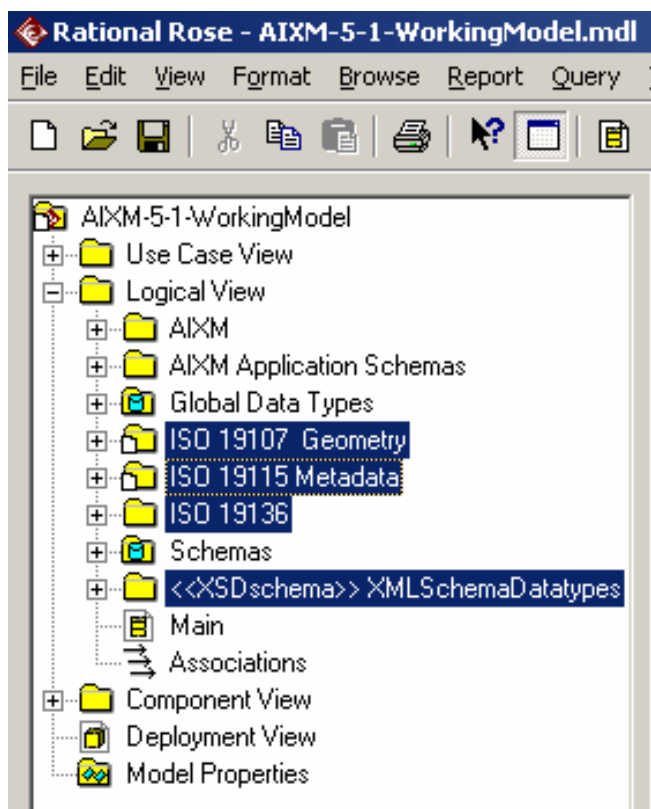 Rational Rose - AIXM-5-1-WorkingModel.mdl
File Edit View Format Browse Report Query
AIXM-5-1-WorkingModel
Use Case View
Logical View
AIXM
AIXM Application Schemas
Global Data Types
ISO 19107 Geometry
ISO 19115 Metadata
ISO 19136
Schemas
<<XSDschema>> XMLSchemaDatatypes
Main
Associations
Component View
Deployment View
Model Properties